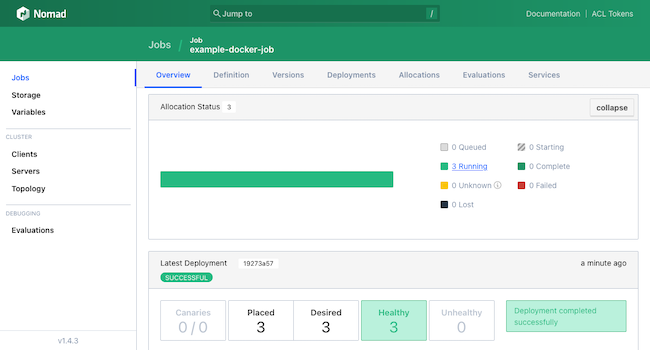 Nomad
Jump to /
Documentation | ACL Tokens
Jobs / Job
example-docker-job
Jobs
Storage
Variables
CLUSTER
Clients
Servers
Topology
DEBUGGING
Evaluations
v1.4.3
Overview Definition Versions Deployments Allocations Evaluations Services
Allocation Status 3 collapse
0 Queued 0 Starting
3 Running 0 Complete
0 Unknown 0 Failed
0 Lost
Latest Deployment 19273a57 a minute ago
SUCCESSFUL
Canaries Placed Desired Healthy Unhealthy
0 / 0 3 3 3 0
Deployment completed
successfully